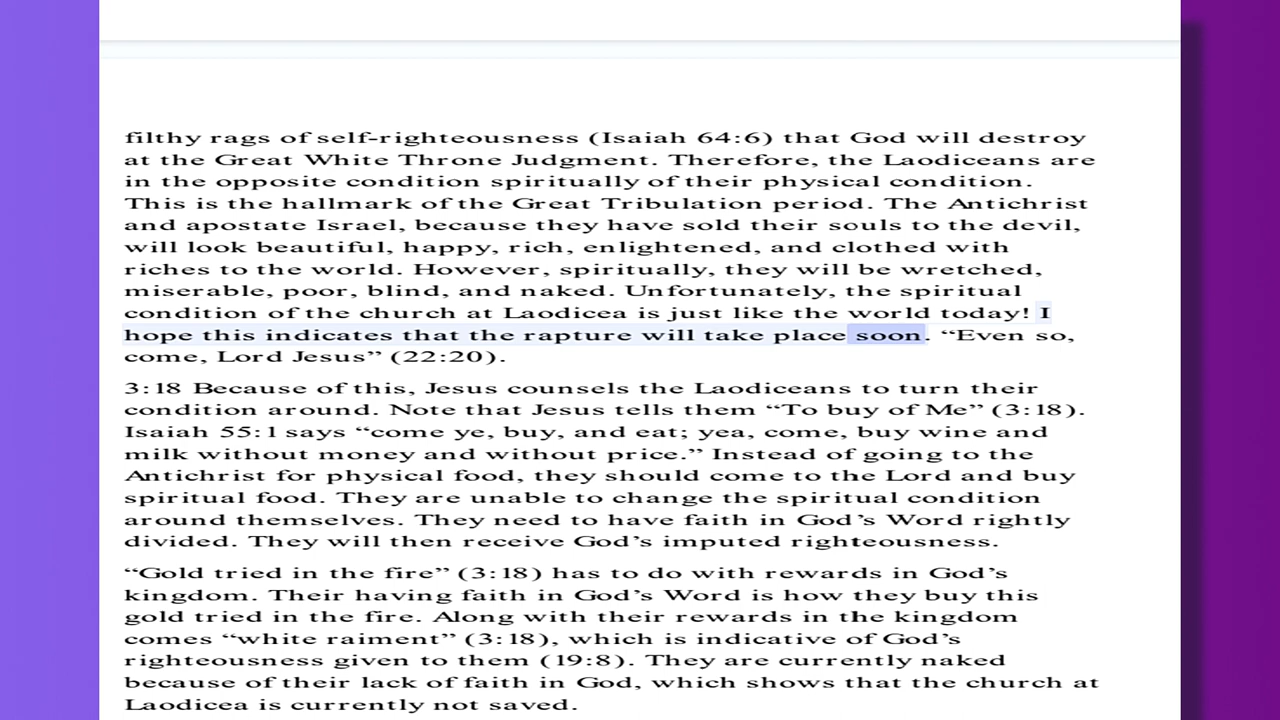 filthy rags of self-righteousness (Isaiah 64:6) that God will destroy
at the Great White Throne Judgment. Therefore, the Laodiceans are
in the opposite condition spiritually of their physical condition.
This is the hallmark of the Great Tribulation period. The Antichrist
and apostate Israel, because they have sold their souls to the devil,
will look beautiful, happy, rich, enlightened, and clothed with
riches to the world. However, spiritually, they will be wretched,
miserable, poor, blind, and naked. Unfortunately, the spiritual
condition of the church at Laodicea is just like the world today! I
hope this indicates that the rapture will take place soon. “Even so,
come, Lord Jesus” (22:20).
3:18 Because of this, Jesus counsels the Laodiceans to turn their
condition around. Note that Jesus tells them “To buy of Me” (3:18).
Isaiah 55:1 says “come ye, buy, and eat; yea, come, buy wine and
milk without money and without price.” Instead of going to the
Antichrist for physical food, they should come to the Lord and buy
spiritual food. They are unable to change the spiritual condition
around themselves. They need to have faith in God’s Word rightly
divided. They will then receive God’s imputed righteousness.
“Gold tried in the fire” (3:18) has to do with rewards in God’s
kingdom. Their having faith in God’s Word is how they buy this
gold tried in the fire. Along with their rewards in the kingdom
comes “white raiment” (3:18), which is indicative of God’s
righteousness given to them (19:8). They are currently naked
because of their lack of faith in God, which shows that the church at
Laodicea is currently not saved.